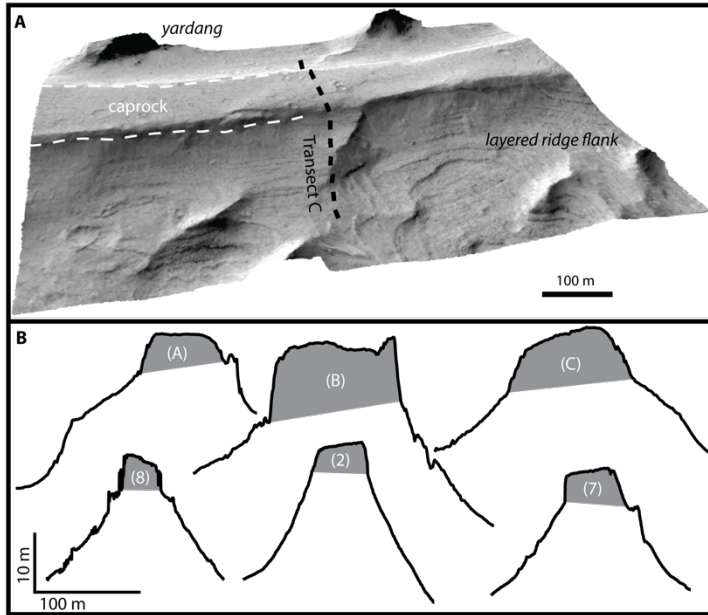 A
yardang
caprock
Transect C
layered ridge flank
100 m
B
(A)
(B)
(C)
(8)
(2)
(7)
10 m
100 m